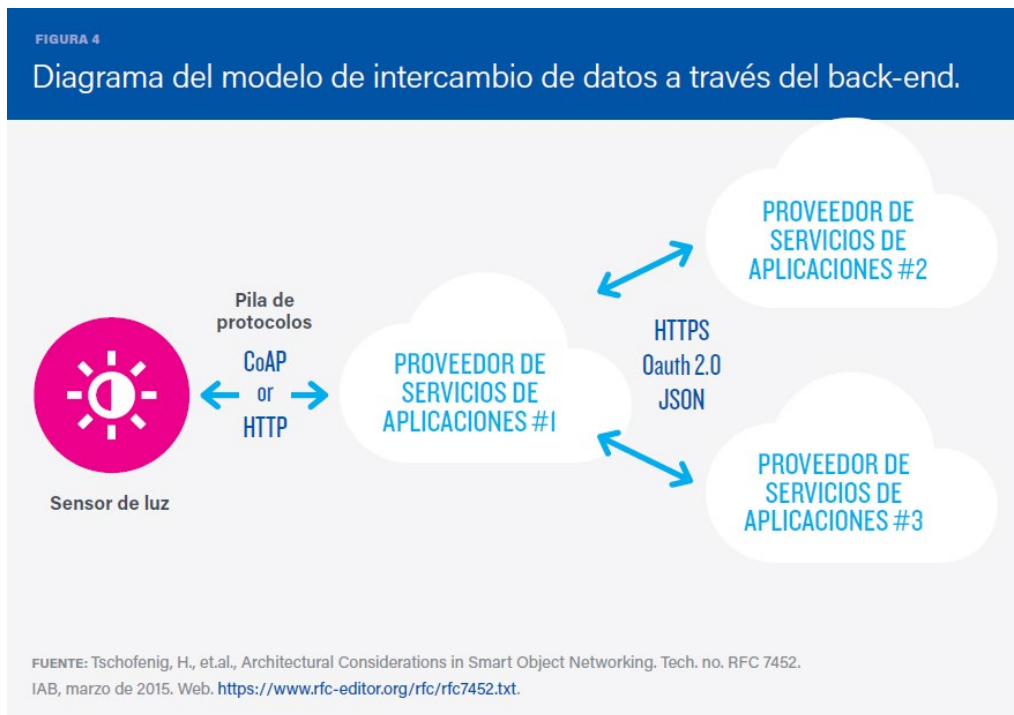 FIGURA 4
Diagrama del modelo de intercambio de datos a través del back-end.
PROVEEDOR DE
SERVICIOS DE
APLICACIONES #2
Pila de
protocolos
CoAP
or
HTTP
PROVEEDOR DE
SERVICIOS DE
APLICACIONES #1
HTTPS
Oauth 2.0
JSON
Sensor de luz
PROVEEDOR DE
SERVICIOS DE
APLICACIONES #3
FUENTE: Tschofenig, H., et.al., Architectural Considerations in Smart Object Networking. Tech. no. RFC 7452.
IAB, marzo de 2015. Web. https://www.rfc-editor.org/rfc/rfc7452.txt.